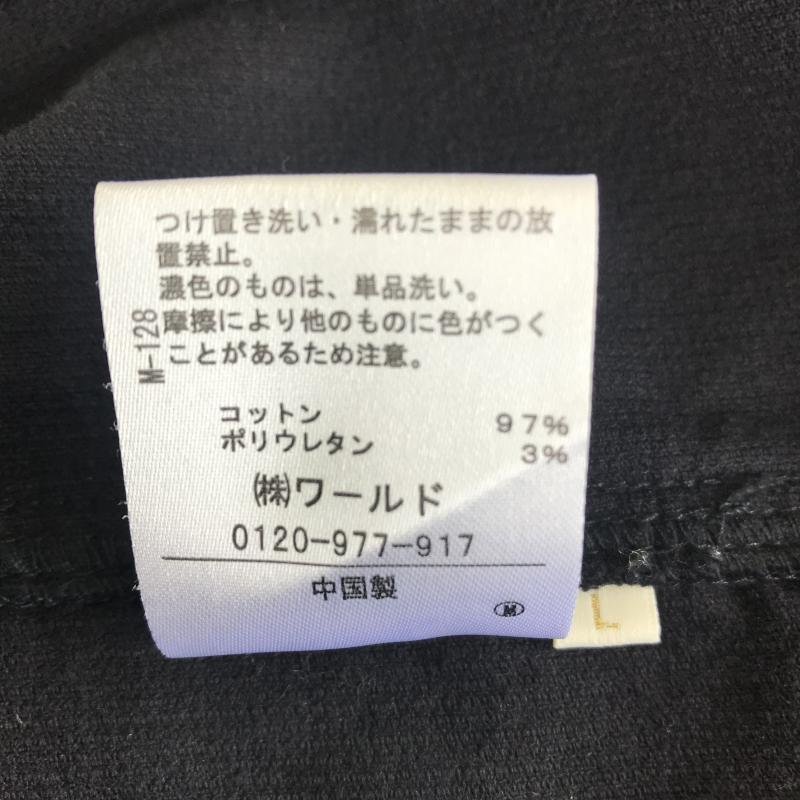 つけ置き洗い・濡れたままの放
置禁止。
濃色のものは、単品洗い。
摩擦により他のものに色がつく
ことがあるため注意。
M-128
コットン 97%
ポリウレタン 3%
㈱ワールド
0120-977-917
中国製
M
L